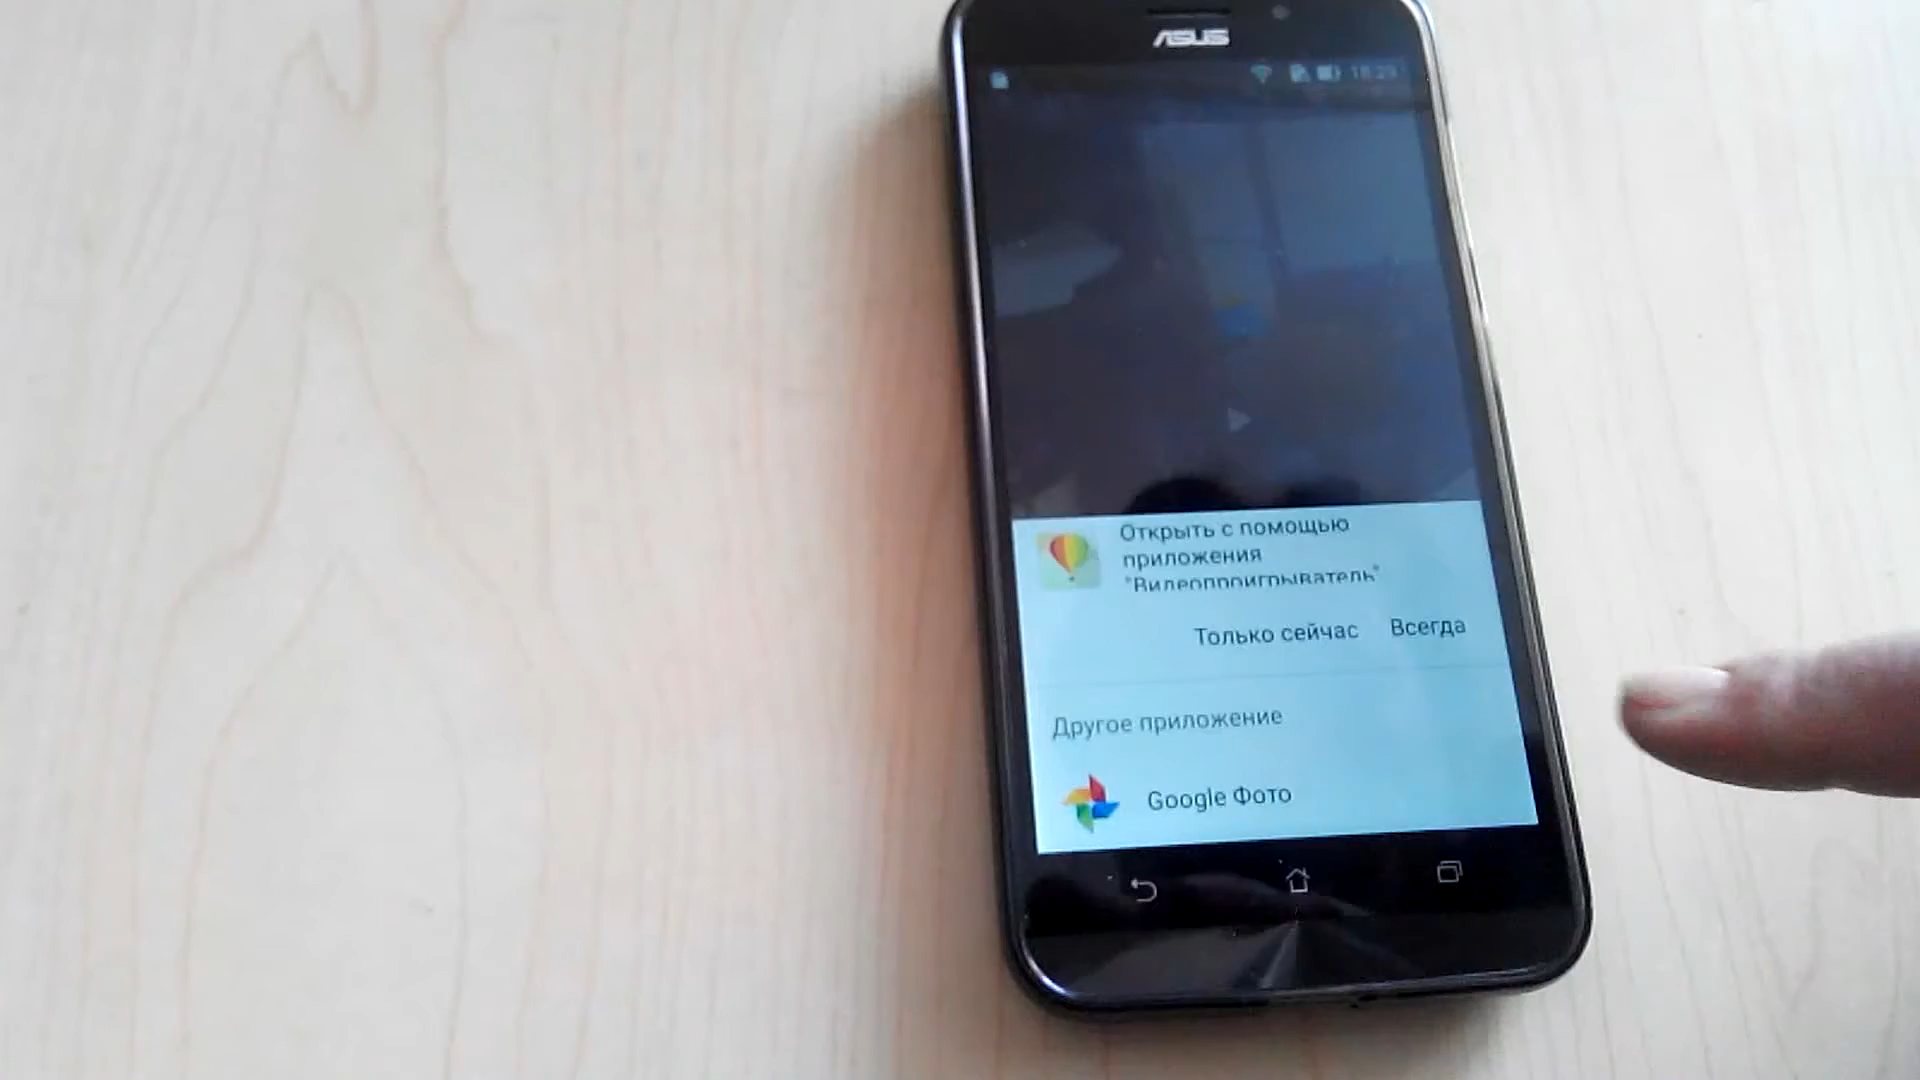 ASUS
Открыть с помощью
приложения
"Видеопроигрыватель"
Только сейчас Всегда
Другое приложение
Google Фото